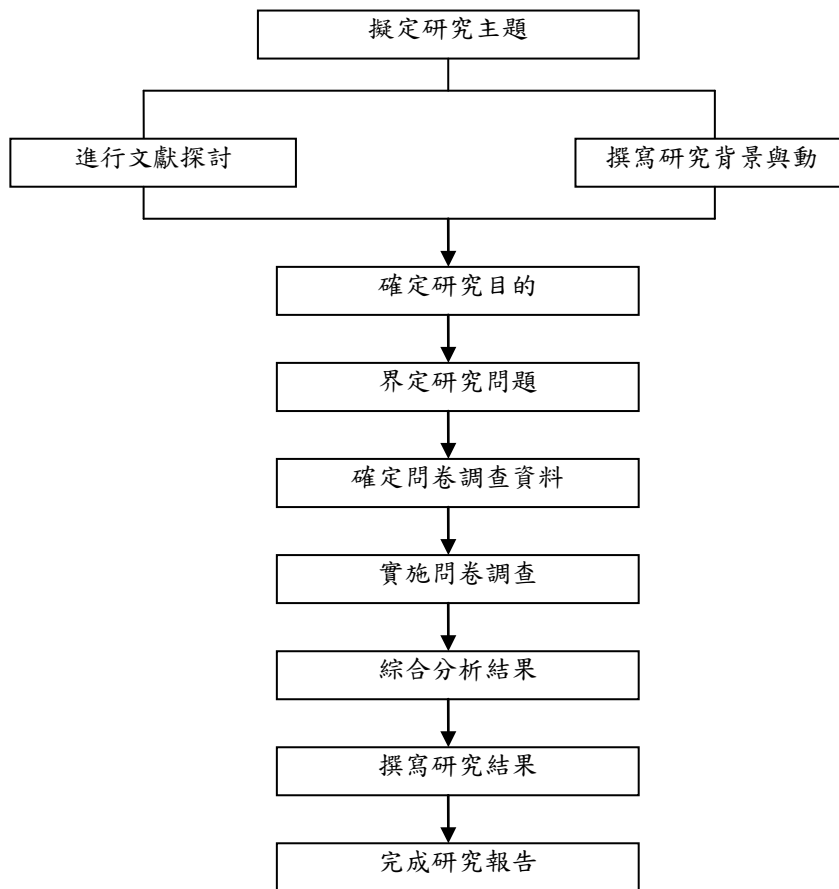 擬定研究主題
進行文獻探討
撰寫研究背景與動
確定研究目的
界定研究問題
確定問卷調查資料
實施問卷調查
綜合分析結果
撰寫研究結果
完成研究報告